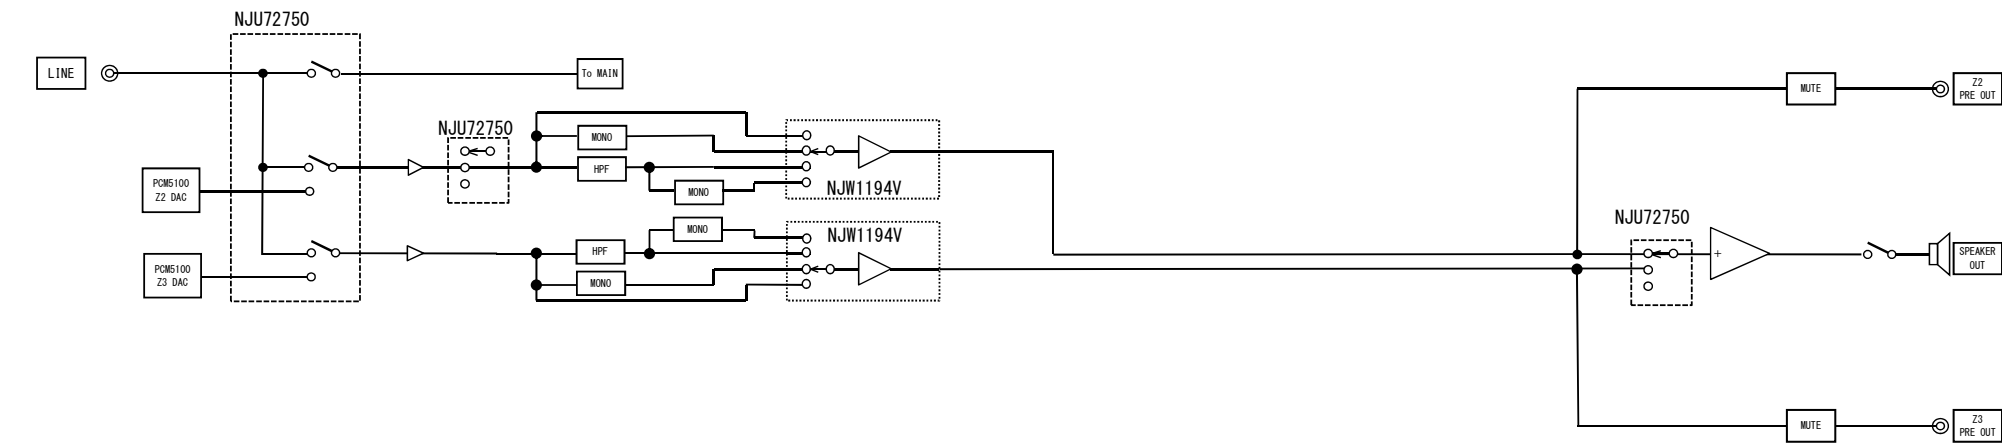 NJU72750
LINE
To MAIN
Z2
PRE OUT
MUTE
NJU72750
MONO
HPF
MONO
NJW1194V
PCM5100
Z2 DAC
MONO
NJW1194V
HPF
MONO
PCM5100
Z3 DAC
NJU72750
+
SPEAKER
OUT
MUTE
Z3
PRE OUT